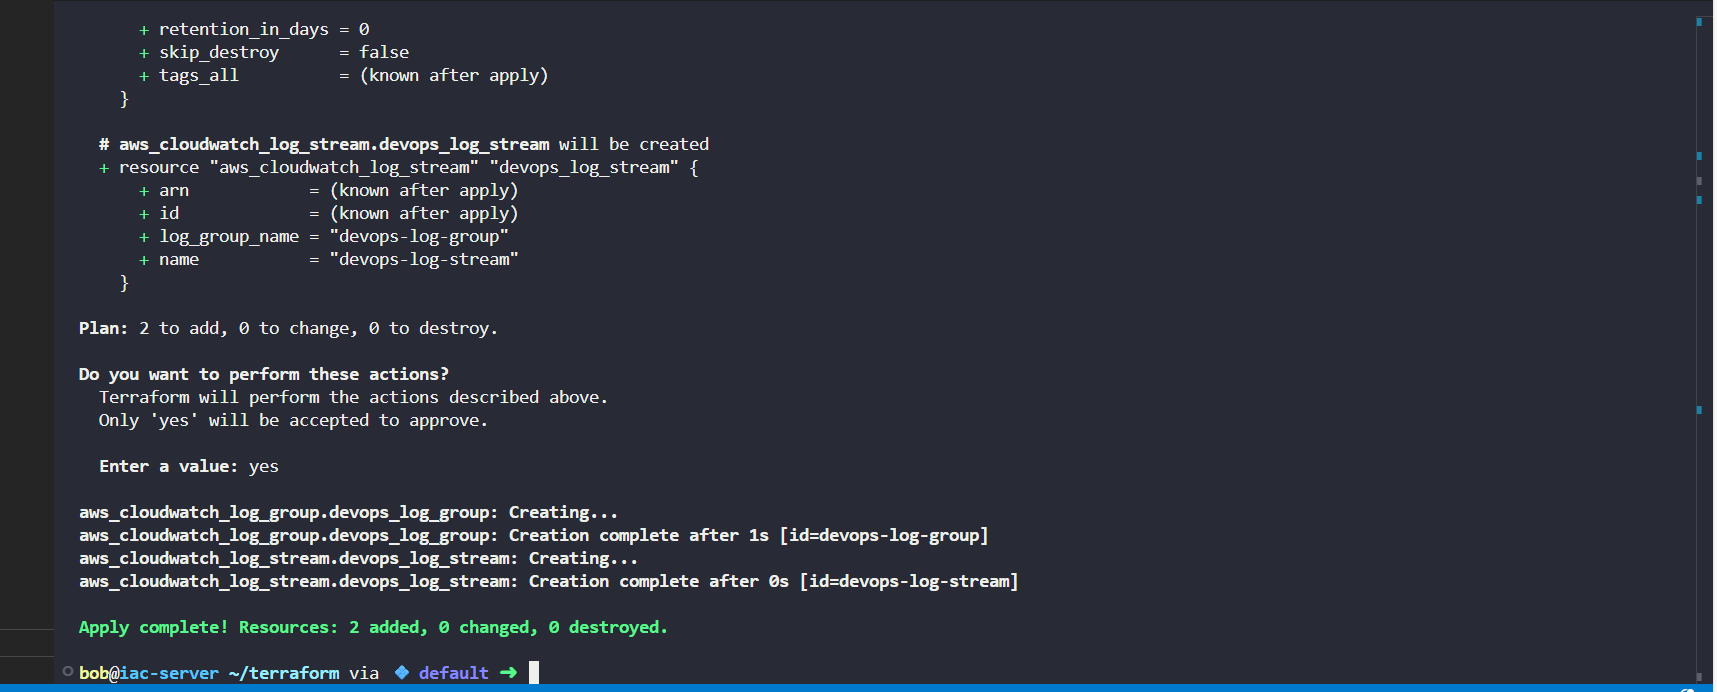 + retention_in_days = 0
+ skip_destroy      = false
+ tags_all          = (known after apply)
}
# aws_cloudwatch_log_stream.devops_log_stream will be created
+ resource "aws_cloudwatch_log_stream" "devops_log_stream" {
+ arn            = (known after apply)
+ id             = (known after apply)
+ log_group_name = "devops-log-group"
+ name           = "devops-log-stream"
}
Plan: 2 to add, 0 to change, 0 to destroy.
Do you want to perform these actions?
Terraform will perform the actions described above.
Only 'yes' will be accepted to approve.
Enter a value: yes
aws_cloudwatch_log_group.devops_log_group: Creating...
aws_cloudwatch_log_group.devops_log_group: Creation complete after 1s [id=devops-log-group]
aws_cloudwatch_log_stream.devops_log_stream: Creating...
aws_cloudwatch_log_stream.devops_log_stream: Creation complete after 0s [id=devops-log-stream]
Apply complete! Resources: 2 added, 0 changed, 0 destroyed.
bob@iac-server ~/terraform via 💠 default ➜